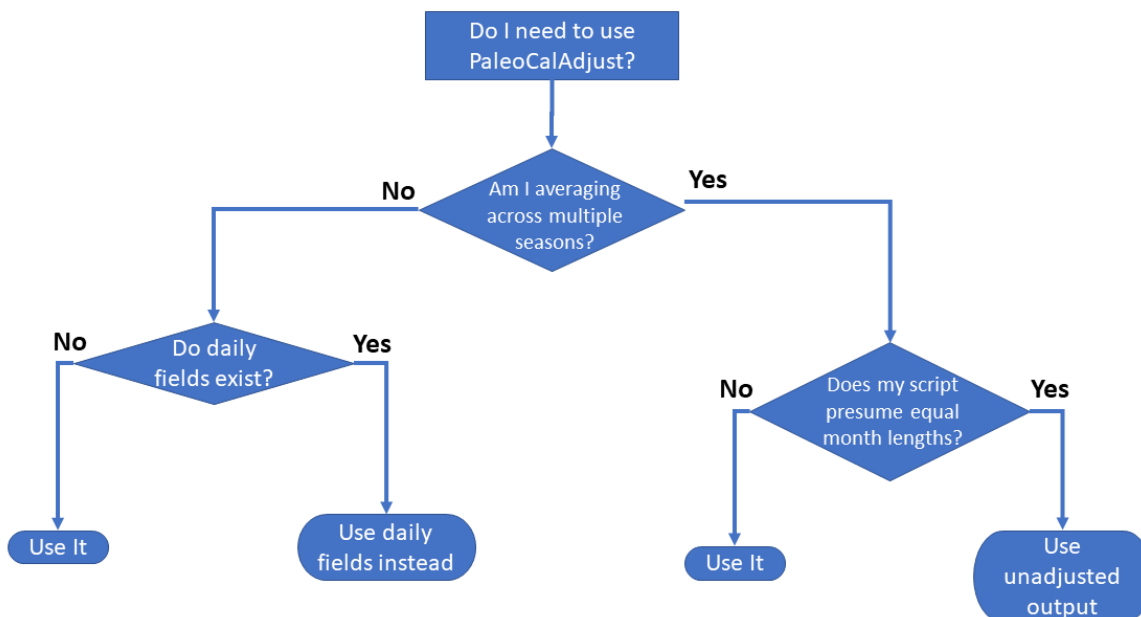 Do I need to use
PaleoCalAdjust?
No
Am I averaging
across multiple
seasons?
Yes
No
Do daily
fields exist?
Yes
No
Does my script
presume equal
month lengths?
Yes
Use It
Use daily
fields instead
Use It
Use
unadjusted
output